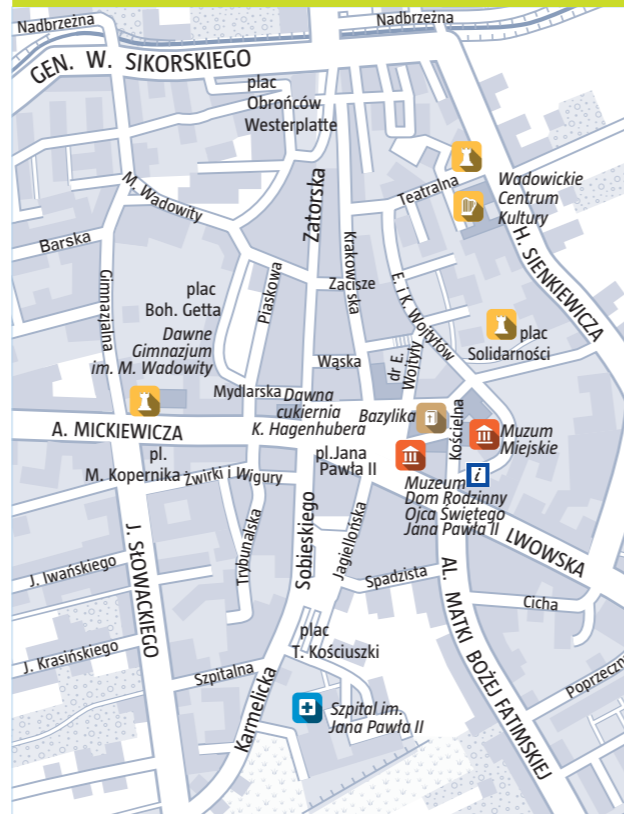 Nadbrzeżna
Nadbrzeżna
GEN. W. SIKORSKIEGO
plac
Obrońców
Westerplatte
M. Wadowity
Zatorska
Teatralna
Wadowickie
Centrum
Kultury
Barska
Gimnazjalna
Krakowska
H. SIENKIEWICZA
plac
Boh. Getta
Piaskowa
Zacisze
E. i K. Wojtyłów
Dawne
Gimnazjum
im. M. Wadowity
Wąska
dr E.
Wojtyły
plac
Solidarności
Mydlarska
Dawna
cukiernia
K. Hagenhubera
Bazylika
Kościelna
A. MICKIEWICZA
Muzum
Miejskie
pl.
M. Kopernika
Żwirki i Wigury
pl.Jana
Pawła II
i
Muzeum
Dom Rodzinny
Ojca Świętego
Jana Pawła II
LWOWSKA
J. SŁOWACKIEGO
Trybunalska
Sobieskiego
Jagiellońska
J. Iwańskiego
Spadzista
AL. MATKI BOŻEJ FATIMSKIEJ
Cicha
J. Krasińskiego
plac
T. Kościuszki
Szpitalna
Poprzeczn
Karmelicka
Szpital im.
Jana Pawła II